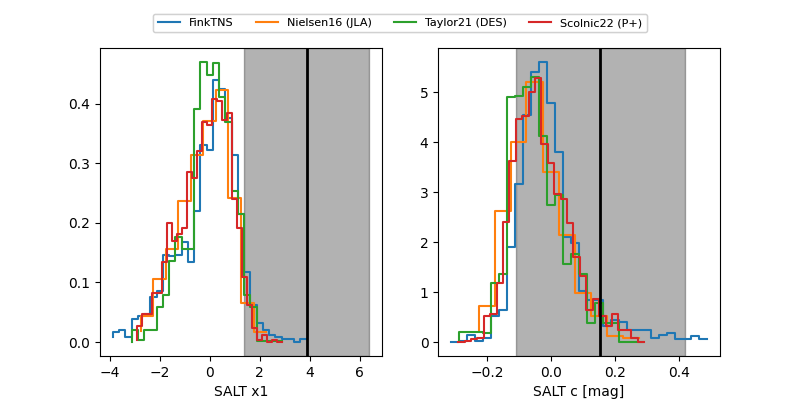 FinkTNS Nielsen16 (JLA) Taylor21 (DES) Scolnic22 (P+)
0.4
0.3
0.2
0.1
0.0
−4 −2 0 2 4 6
SALT x1
5
4
3
2
1
0
−0.2 0.0 0.2 0.4
SALT c [mag]